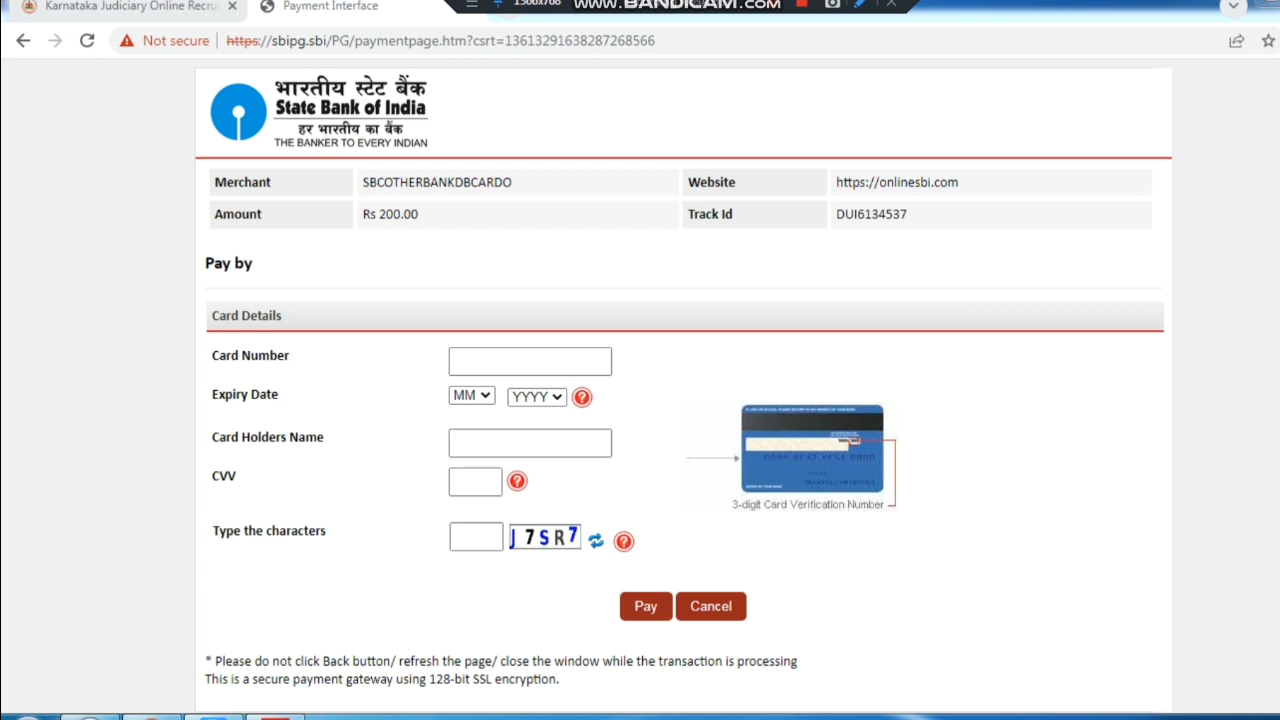 Karnataka Judiciary Online Recru
Payment Interface
1366x768
www.BANDICAM.com
Not secure
https://sbipg.sbi/PG/paymentpage.htm?csrt=13613291638287268566
भारतीय स्टेट बैंक
State Bank of India
हर भारतीय का बैंक
THE BANKER TO EVERY INDIAN
Merchant SBCOTHERBANKDBCARDO Website https://onlinesbi.com
Amount Rs 200.00 Track Id DUI6134537
Pay by
Card Details
Card Number
Expiry Date MM YYYY
Card Holders Name
CVV
3-digit Card Verification Number
Type the characters J7SR7
Pay Cancel
* Please do not click Back button/ refresh the page/ close the window while the transaction is processing
This is a secure payment gateway using 128-bit SSL encryption.